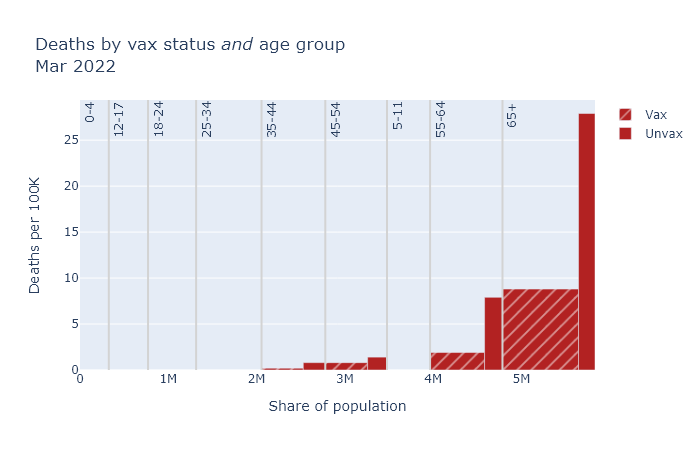 Deaths by vax status and age group
Mar 2022
0-4
12-17
18-24
25-34
35-44
45-54
5-11
55-64
65+
Vax
Unvax
Deaths per 100K
25
20
15
10
5
0
0 1M 2M 3M 4M 5M
Share of population